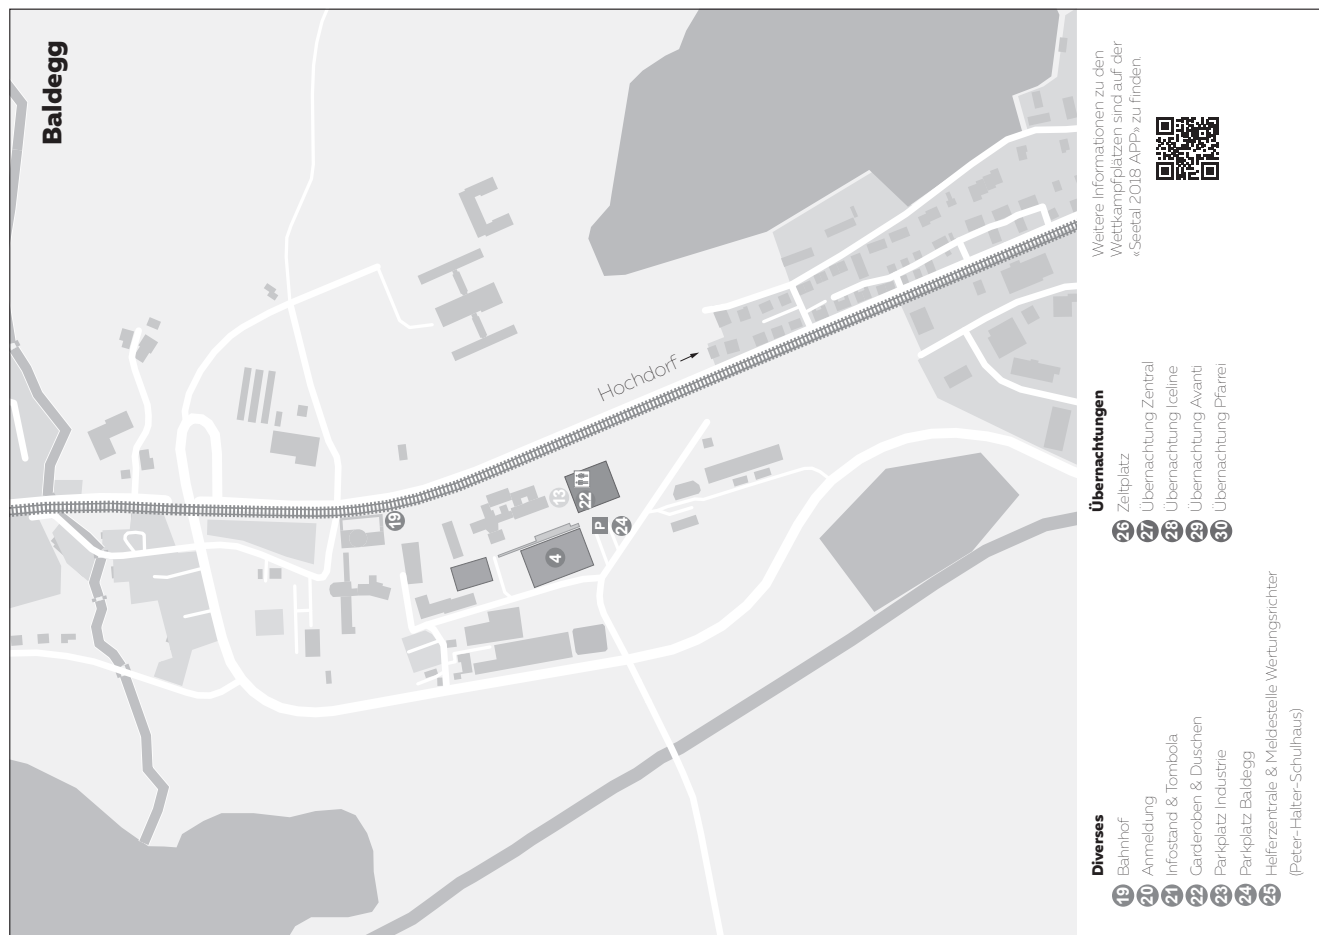 Baldegg
Hochdorf
19
13
22
P
24
4
Diverses
19 Bahnhof
20 Anmeldung
21 Infostand & Tombola
22 Garderoben & Duschen
23 Parkplatz Industrie
24 Parkplatz Baldegg
25 Helferzentrale & Meldestelle Wertungsrichter
(Peter-Halter-Schulhaus)
Übernachtungen
26 Zeltplatz
27 Übernachtung Zentral
28 Übernachtung Iceline
29 Übernachtung Avanti
30 Übernachtung Pfarrei
Weitere Informationen zu den
Wettkampfplätzen sind auf der
«Seetal 2018 APP» zu finden.